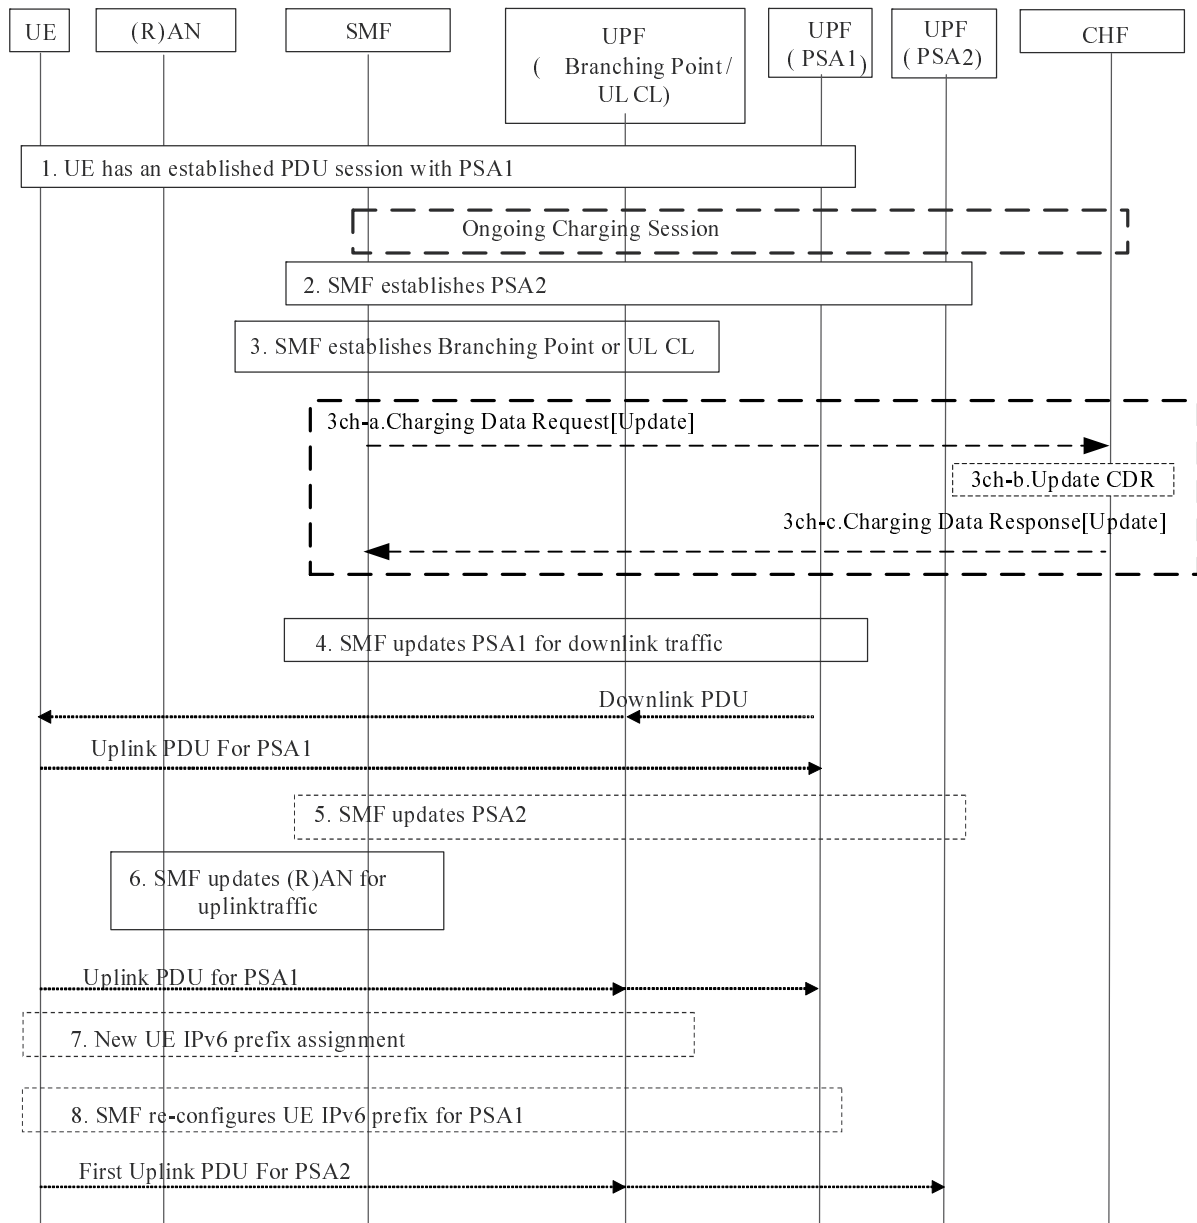 UE
(R)AN
SMF
UPF
( Branching Point /
UL CL)
UPF
( PSA1)
UPF
( PSA2)
CHF
1. UE has an established PDU session with PSA1
Ongoing Charging Session
2. SMF establishes PSA2
3. SMF establishes Branching Point or UL CL
3ch-a.Charging Data Request[Update]
3ch-b.Update CDR
3ch-c.Charging Data Response[Update]
4. SMF updates PSA1 for downlink traffic
Downlink PDU
Uplink PDU For PSA1
5. SMF updates PSA2
6. SMF updates (R)AN for
uplinktraffic
Uplink PDU for PSA1
7. New UE IPv6 prefix assignment
8. SMF re-configures UE IPv6 prefix for PSA1
First Uplink PDU For PSA2